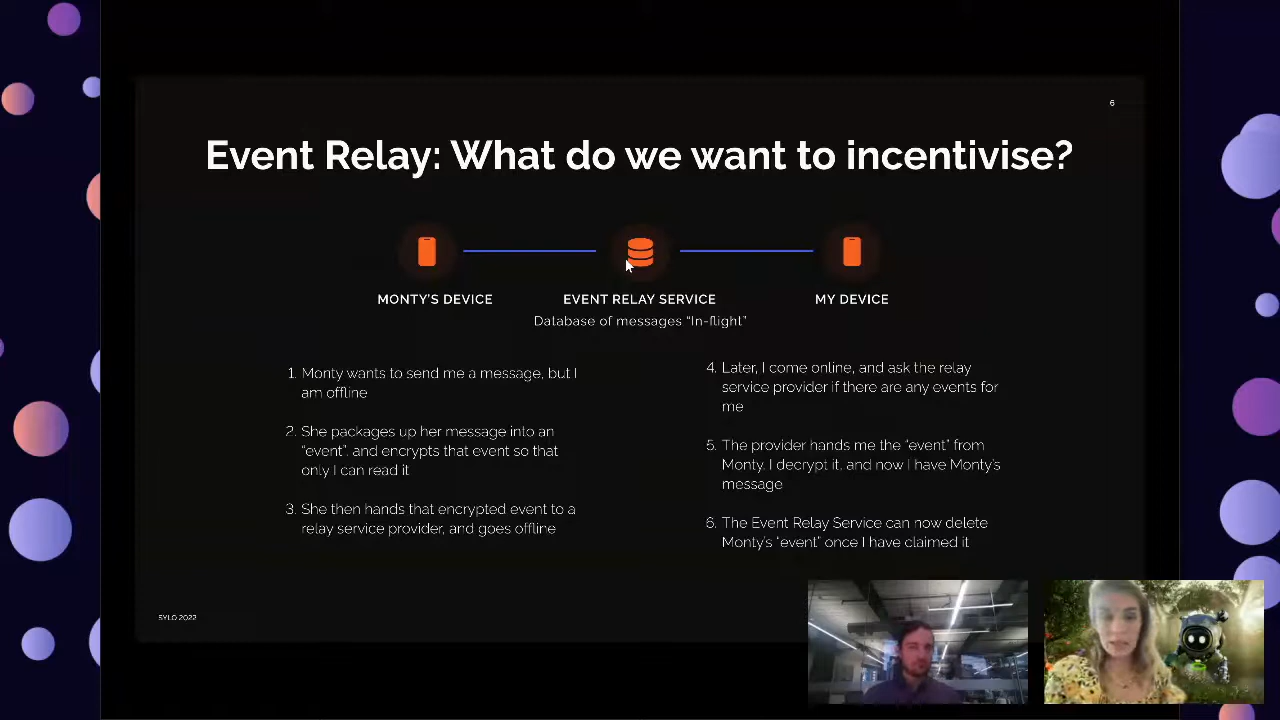 6
Event Relay: What do we want to incentivise?
MONTY'S DEVICE
EVENT RELAY SERVICE
MY DEVICE
Database of messages “In-flight”
1. Monty wants to send me a message, but I
am offline
2. She packages up her message into an
“event”, and encrypts that event so that
only I can read it
3. She then hands that encrypted event to a
relay service provider, and goes offline
4. Later, I come online, and ask the relay
service provider if there are any events for
me
5. The provider hands me the “event” from
Monty. I decrypt it, and now I have Monty's
message
6. The Event Relay Service can now delete
Monty's “event” once I have claimed it
SYLO 2022